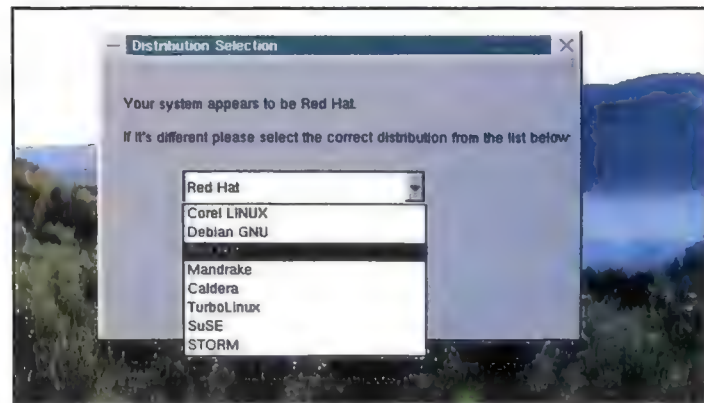 Distribution Selection
Your system appears to be Red Hat.
If it's different please select the correct distribution from the list below
Red Hat
Corel LINUX
Debian GNU
Mandrake
Caldera
TurboLinux
SuSE
STORM